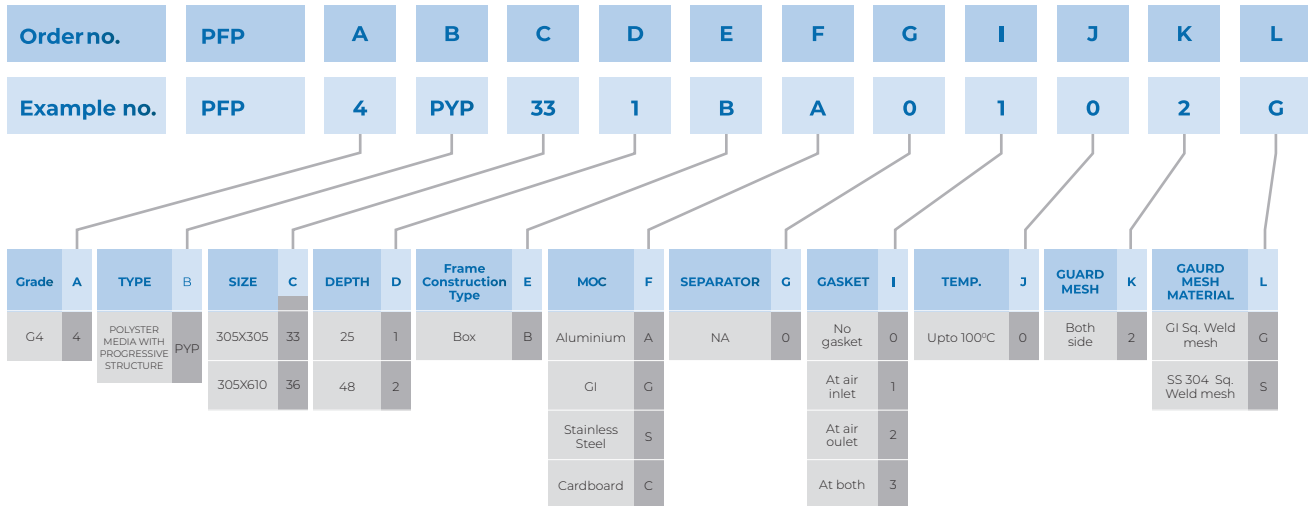 Order no. PFP A B C D E F G I J K L
Example no. PFP 4 PYP 33 1 B A 0 1 0 2 G
Grade A
G4 4
TYPE B
POLYSTER
MEDIA WITH
PROGRESSIVE
STRUCTURE
PYP
SIZE C
305X305 33
305X610 36
DEPTH D
25 1
48 2
Frame
Construction
Type
E
Box B
MOC F
Aluminium A
GI G
Stainless
Steel
S
Cardboard C
SEPARATOR G
NA 0
GASKET I
No
gasket
0
At air
inlet
1
At air
oulet
2
At both 3
TEMP. J
Upto 100ºC 0
GUARD
MESH
K
Both
side
2
GAURD
MESH
MATERIAL
L
GI Sq. Weld
mesh
G
SS 304 Sq.
Weld mesh
S